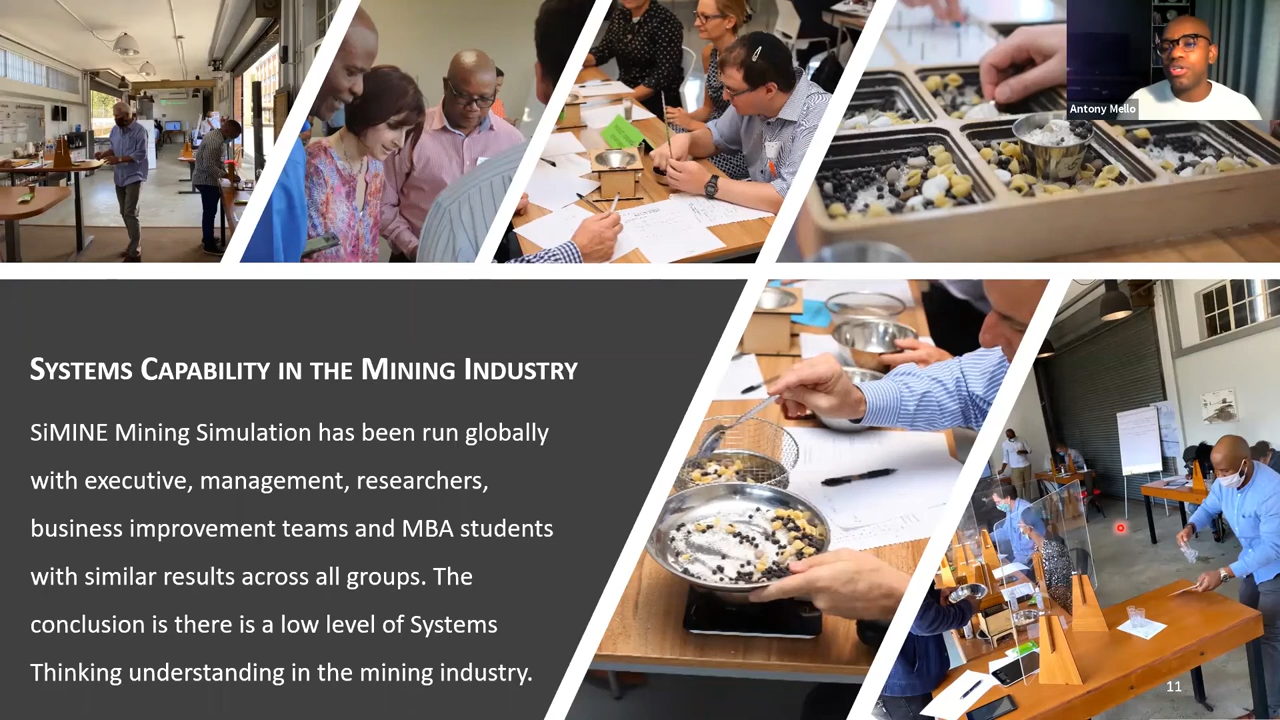 Antony Mello
SYSTEMS CAPABILITY IN THE MINING INDUSTRY
SiMINE Mining Simulation has been run globally
with executive, management, researchers,
business improvement teams and MBA students
with similar results across all groups. The
conclusion is there is a low level of Systems
Thinking understanding in the mining industry.
11